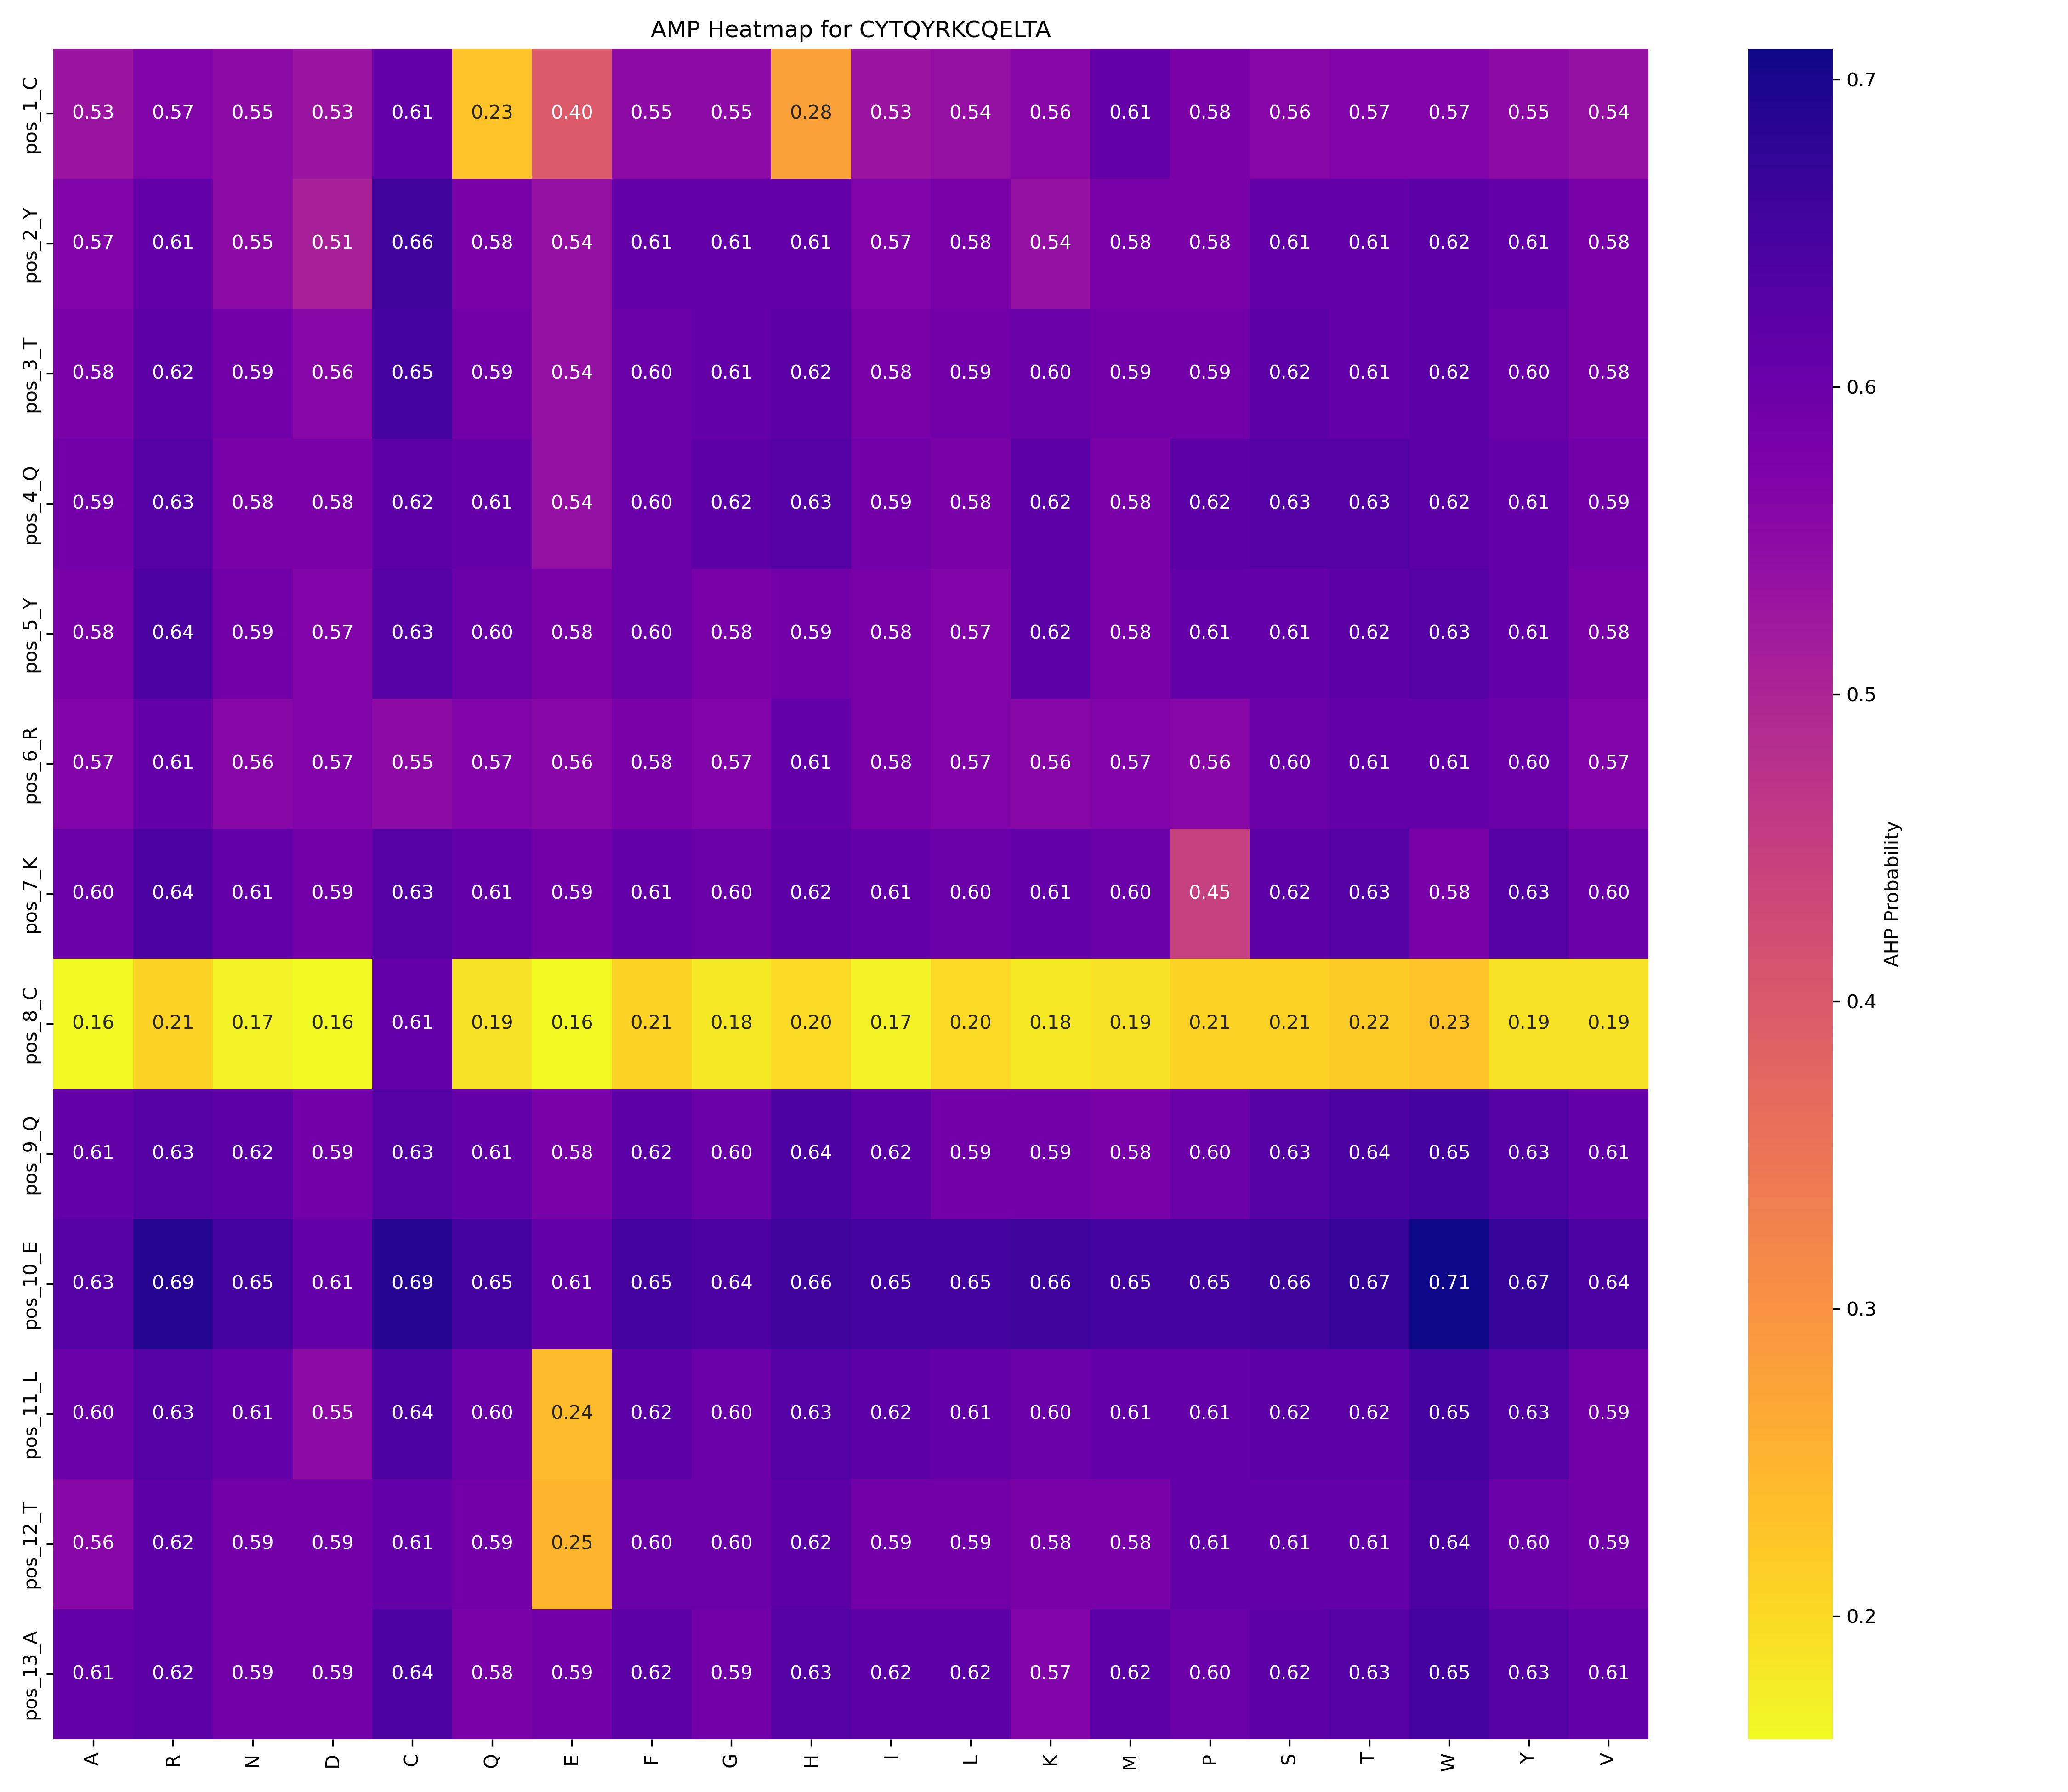 AMP Heatmap for CYTQYRKCQELTA
pos_1_C 0.53 0.57 0.55 0.53 0.61 0.23 0.40 0.55 0.55 0.28 0.53 0.54 0.56 0.61 0.58 0.56 0.57 0.57 0.55 0.54
pos_2_Y 0.57 0.61 0.55 0.51 0.66 0.58 0.54 0.61 0.61 0.61 0.57 0.58 0.54 0.58 0.58 0.61 0.61 0.62 0.61 0.58
pos_3_T 0.58 0.62 0.59 0.56 0.65 0.59 0.54 0.60 0.61 0.62 0.58 0.59 0.60 0.59 0.59 0.62 0.61 0.62 0.60 0.58
pos_4_Q 0.59 0.63 0.58 0.58 0.62 0.61 0.54 0.60 0.62 0.63 0.59 0.58 0.62 0.58 0.62 0.63 0.63 0.62 0.61 0.59
pos_5_Y 0.58 0.64 0.59 0.57 0.63 0.60 0.58 0.60 0.58 0.59 0.58 0.57 0.62 0.58 0.61 0.61 0.62 0.63 0.61 0.58
pos_6_R 0.57 0.61 0.56 0.57 0.55 0.57 0.56 0.58 0.57 0.61 0.58 0.57 0.56 0.57 0.56 0.60 0.61 0.61 0.60 0.57
pos_7_K 0.60 0.64 0.61 0.59 0.63 0.61 0.59 0.61 0.60 0.62 0.61 0.60 0.61 0.60 0.45 0.62 0.63 0.58 0.63 0.60
pos_8_C 0.16 0.21 0.17 0.16 0.61 0.19 0.16 0.21 0.18 0.20 0.17 0.20 0.18 0.19 0.21 0.21 0.22 0.23 0.19 0.19
pos_9_Q 0.61 0.63 0.62 0.59 0.63 0.61 0.58 0.62 0.60 0.64 0.62 0.59 0.59 0.58 0.60 0.63 0.64 0.65 0.63 0.61
pos_10_E 0.63 0.69 0.65 0.61 0.69 0.65 0.61 0.65 0.64 0.66 0.65 0.65 0.66 0.65 0.65 0.66 0.67 0.71 0.67 0.64
pos_11_L 0.60 0.63 0.61 0.55 0.64 0.60 0.24 0.62 0.60 0.63 0.62 0.61 0.60 0.61 0.61 0.62 0.62 0.65 0.63 0.59
pos_12_T 0.56 0.62 0.59 0.59 0.61 0.59 0.25 0.60 0.60 0.62 0.59 0.59 0.58 0.58 0.61 0.61 0.61 0.64 0.60 0.59
pos_13_A 0.61 0.62 0.59 0.59 0.64 0.58 0.59 0.62 0.59 0.63 0.62 0.62 0.57 0.62 0.60 0.62 0.63 0.65 0.63 0.61
A R N D C Q E F G H I L K M P S T W Y V
0.7
0.6
0.5
0.4
0.3
0.2
AHP Probability